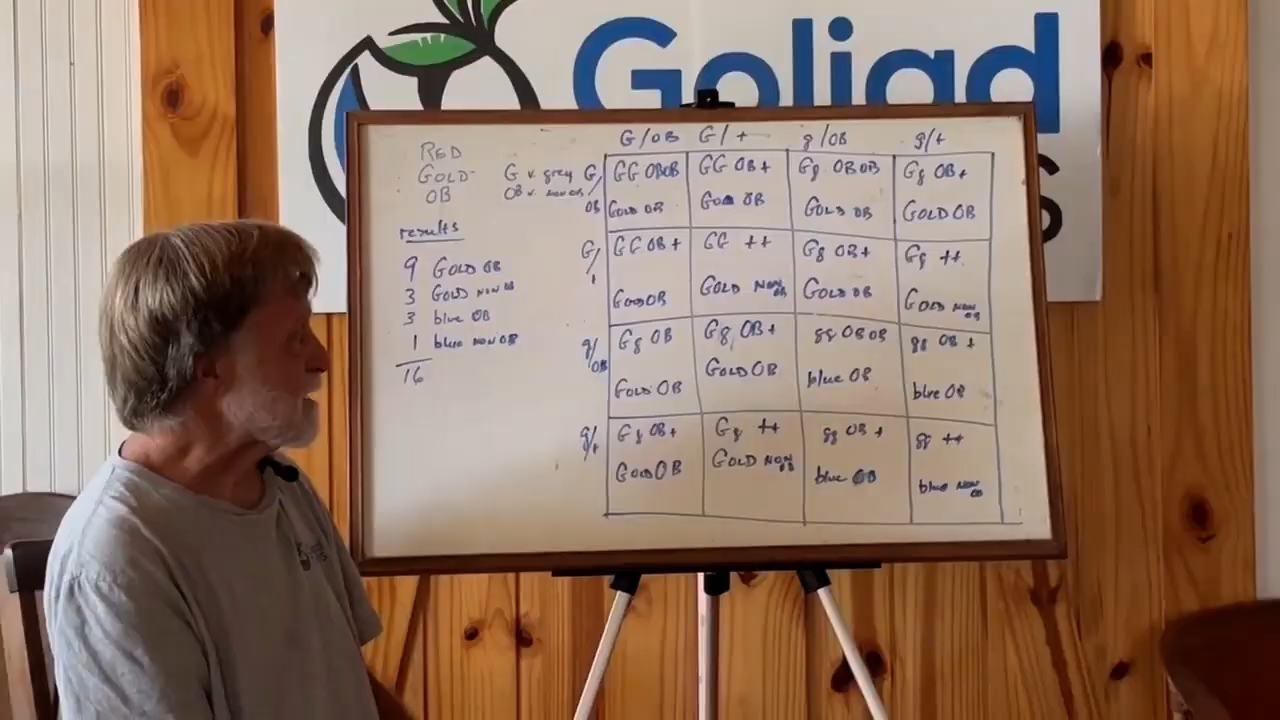 Goliad
S
RED
GOLD-
OB
G v. grey
OB v. non OB
results
9 GOLD OB
3 GOLD NON OB
3 blue OB
1 blue NON OB
16
G/OB G/+ g/OB g/+
G/OB GG OBOB GG OB+ Gg OBOB Gg OB+
GOLD OB GOLD OB GOLD OB GOLD OB
G/+ GG OB+ GG ++ Gg OB+ Gg ++
GOLD OB GOLD NON OB GOLD OB GOLD NON OB
g/OB Gg OB Gg OB+ gg OBOB gg OB+
GOLD OB GOLD OB blue OB blue OB
g/+ Gg OB+ Gg ++ gg OB+ gg ++
GOLD OB GOLD NON OB blue OB blue NON OB